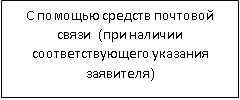 С помощью средств почтовой
связи (при наличии
соответствующего указания
заявителя)